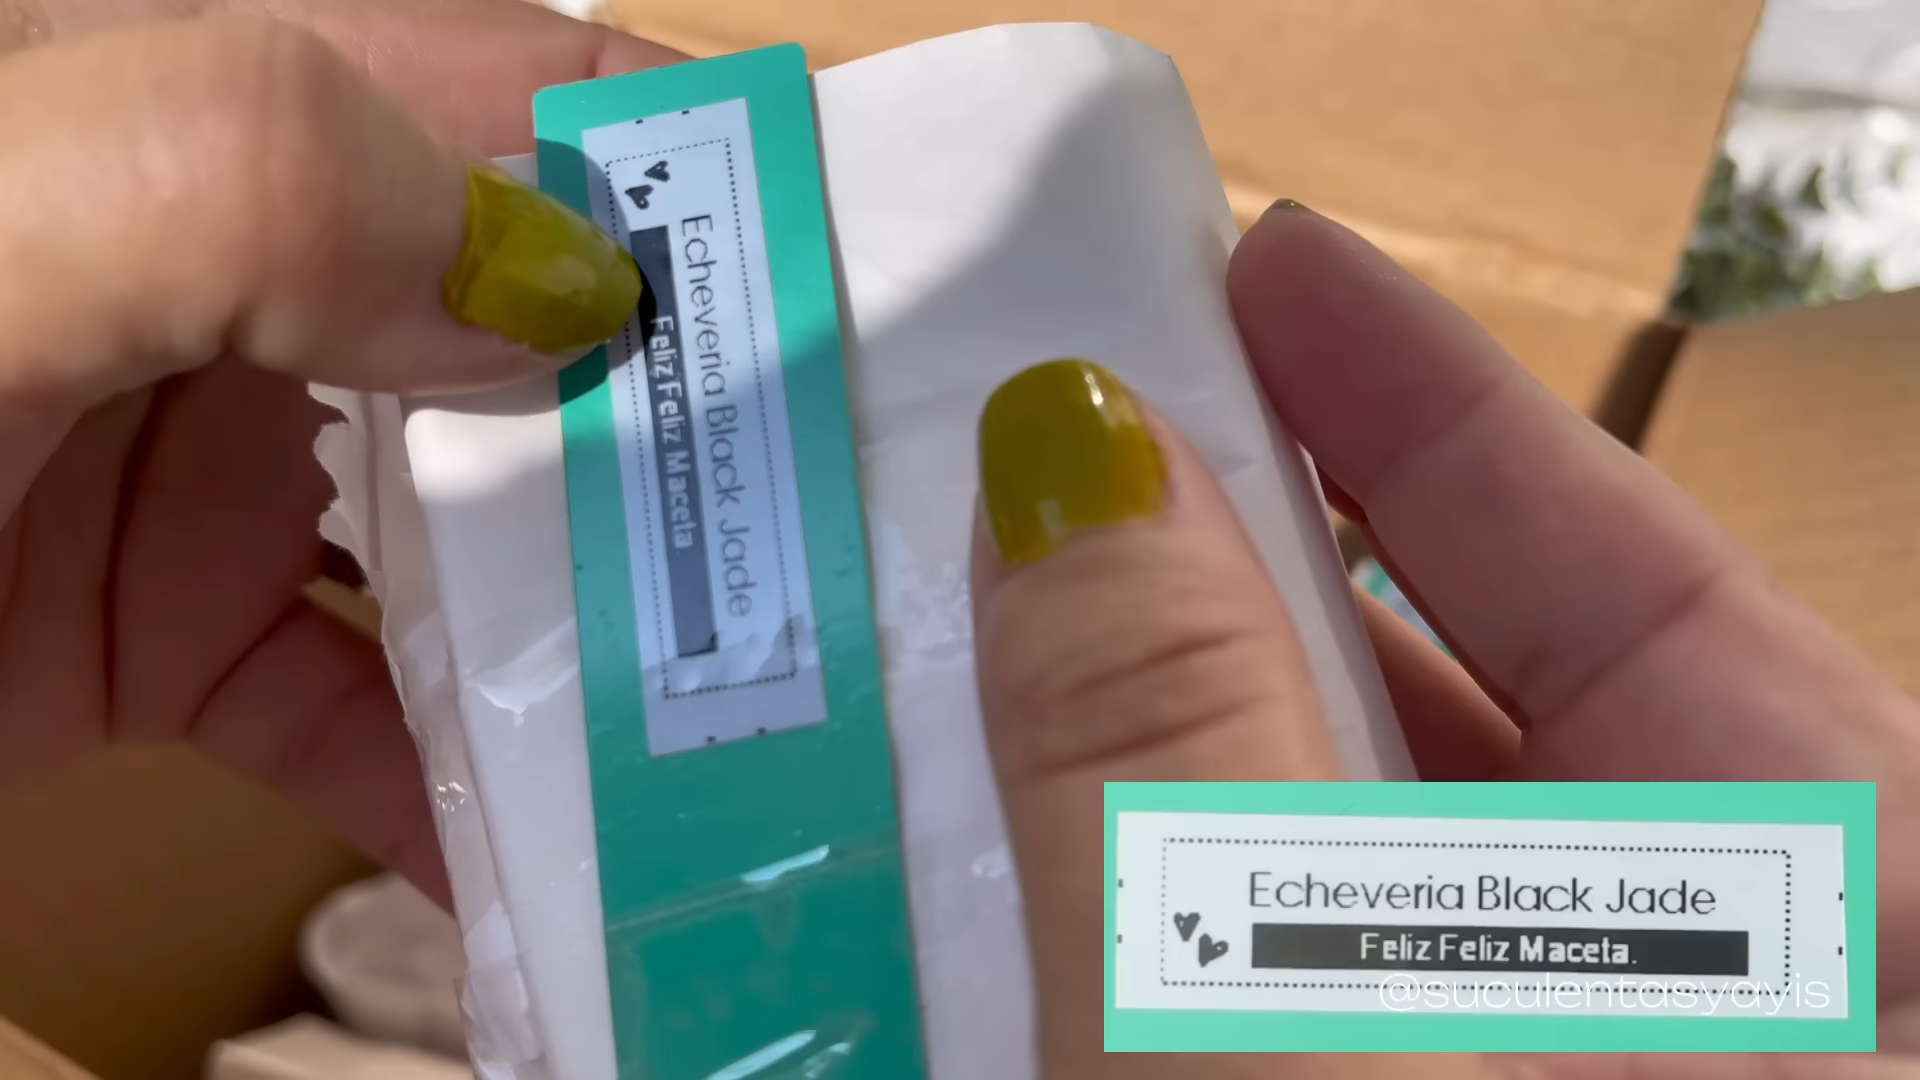 Echeveria Black Jade
Feliz Feliz Maceta.
Echeveria Black Jade
Feliz Feliz Maceta.
@suculentasyayis